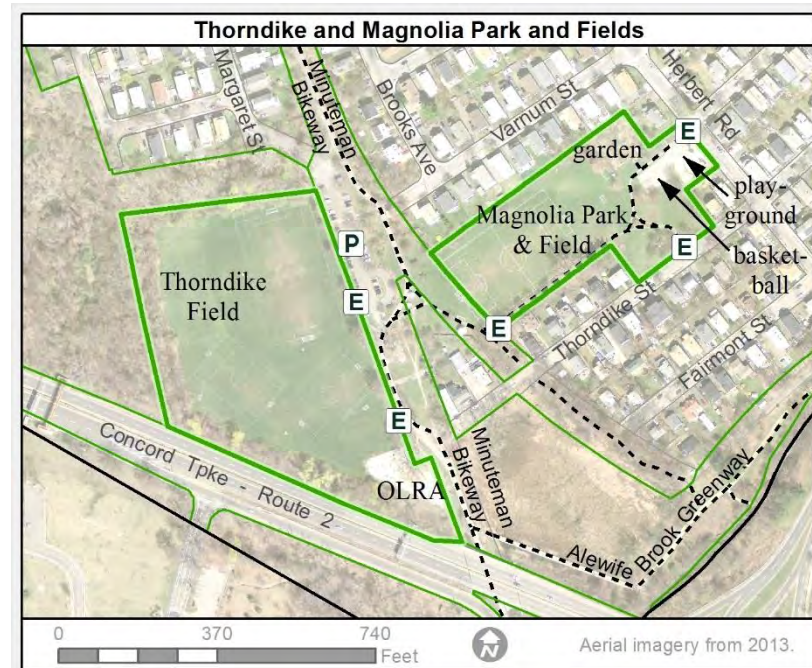 Thorndike and Magnolia Park and Fields
Margaret St
Minuteman
Bikeway
Brooks Ave
Varnum St
Herbert Rd
E
garden
play-
ground
Magnolia Park
& Field
basket-
ball
E
P
Thorndike
Field
E
E
Thorndike St
Fairmont St
E
Concord Tpke - Route 2
OLRA
Minuteman
Bikeway
Alewife Brook Greenway
0 370 740
Feet
N
Aerial imagery from 2013.